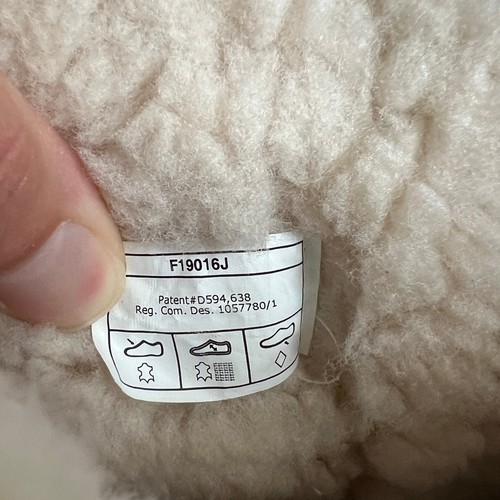 F19016J
Patent#D594,638
Reg. Com. Des. 1057780/1